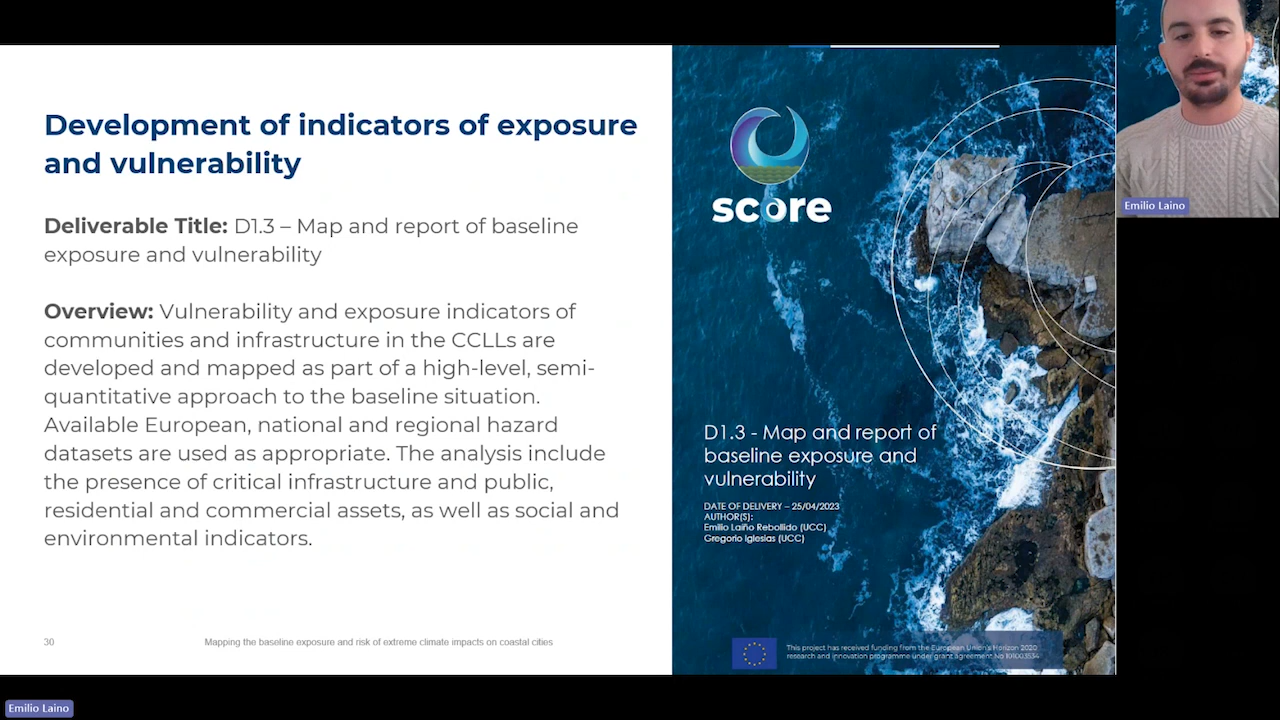 Development of indicators of exposure
and vulnerability
Deliverable Title: D1.3 – Map and report of baseline
exposure and vulnerability
Overview: Vulnerability and exposure indicators of
communities and infrastructure in the CCLLs are
developed and mapped as part of a high-level, semi-
quantitative approach to the baseline situation.
Available European, national and regional hazard
datasets are used as appropriate. The analysis include
the presence of critical infrastructure and public,
residential and commercial assets, as well as social and
environmental indicators.
30
Mapping the baseline exposure and risk of extreme climate impacts on coastal cities
score
D1.3 - Map and report of
baseline exposure and
vulnerability
DATE OF DELIVERY – 25/04/2023
AUTHOR(S):
Emilio Laiño Rebollido (UCC)
Gregorio Iglesias (UCC)
This project has received funding from the European Union's Horizon 2020
research and innovation programme under grant agreement No 101003534
Emilio Laino
Emilio Laino